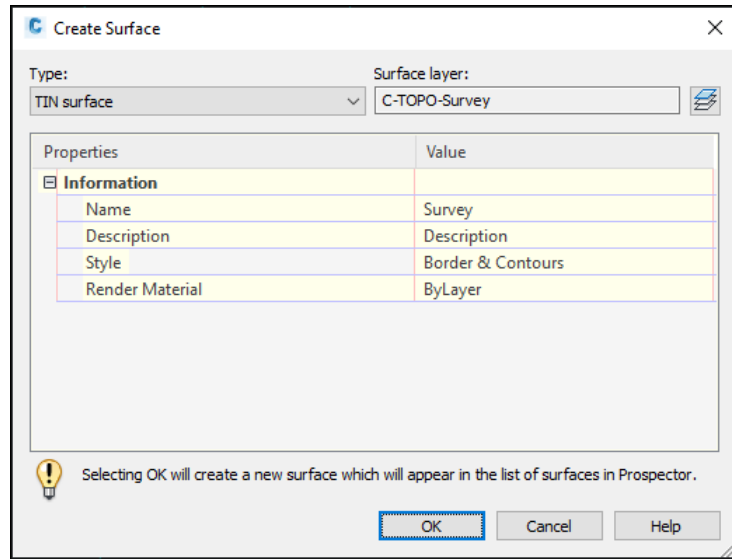 Create Surface
Type:
Surface layer:
TIN surface
C-TOPO-Survey
Properties
Value
Information
Name
Survey
Description
Description
Style
Border & Contours
Render Material
ByLayer
Selecting OK will create a new surface which will appear in the list of surfaces in Prospector.
OK
Cancel
Help